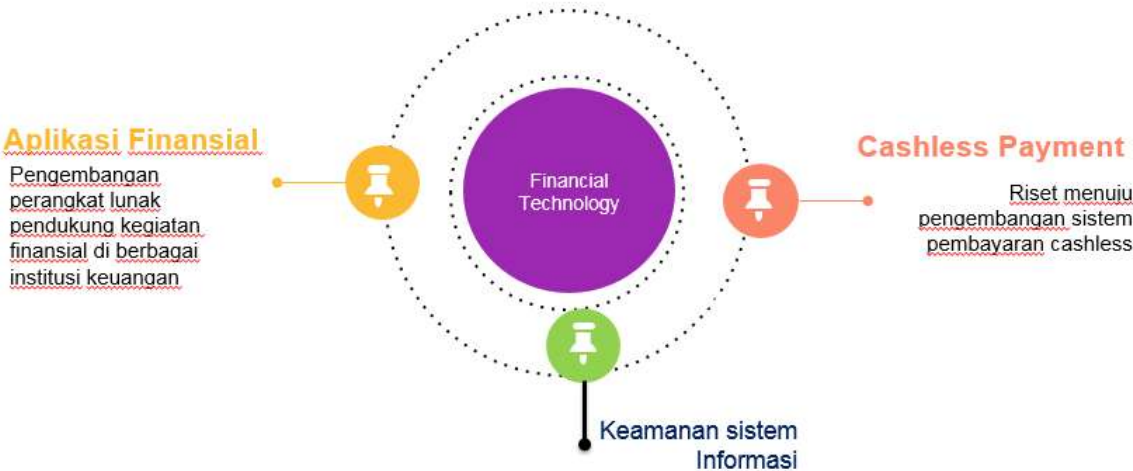 Aplikasi Finansial
Pengembangan
perangkat lunak
pendukung kegiatan
finansial di berbagai
institusi keuangan
Financial
Technology
Cashless Payment
Riset menuju
pengembangan sistem
pembayaran cashless
Keamanan sistem
Informasi